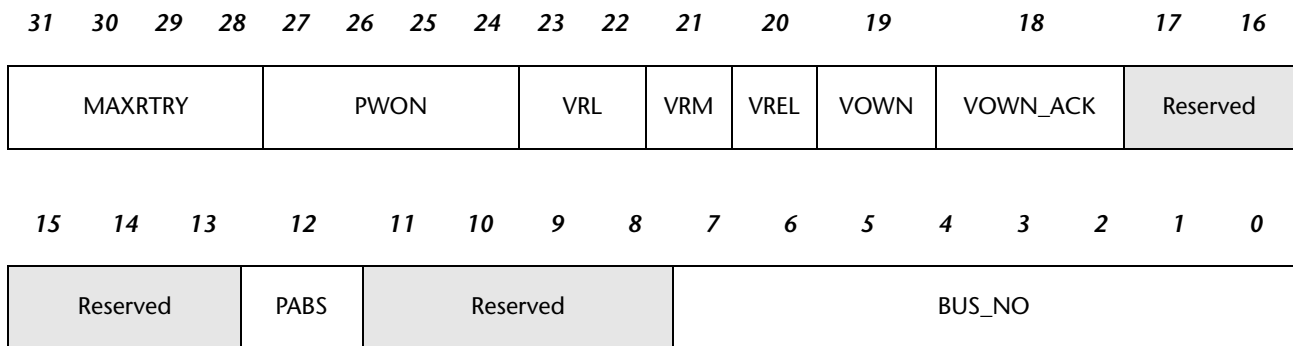 31 30 29 28 27 26 25 24 23 22 21 20 19 18 17 16
MAXRTRY PWON VRL VRM VREL VOWN VOWN_ACK Reserved
15 14 13 12 11 10 9 8 7 6 5 4 3 2 1 0
Reserved PABS Reserved BUS_NO